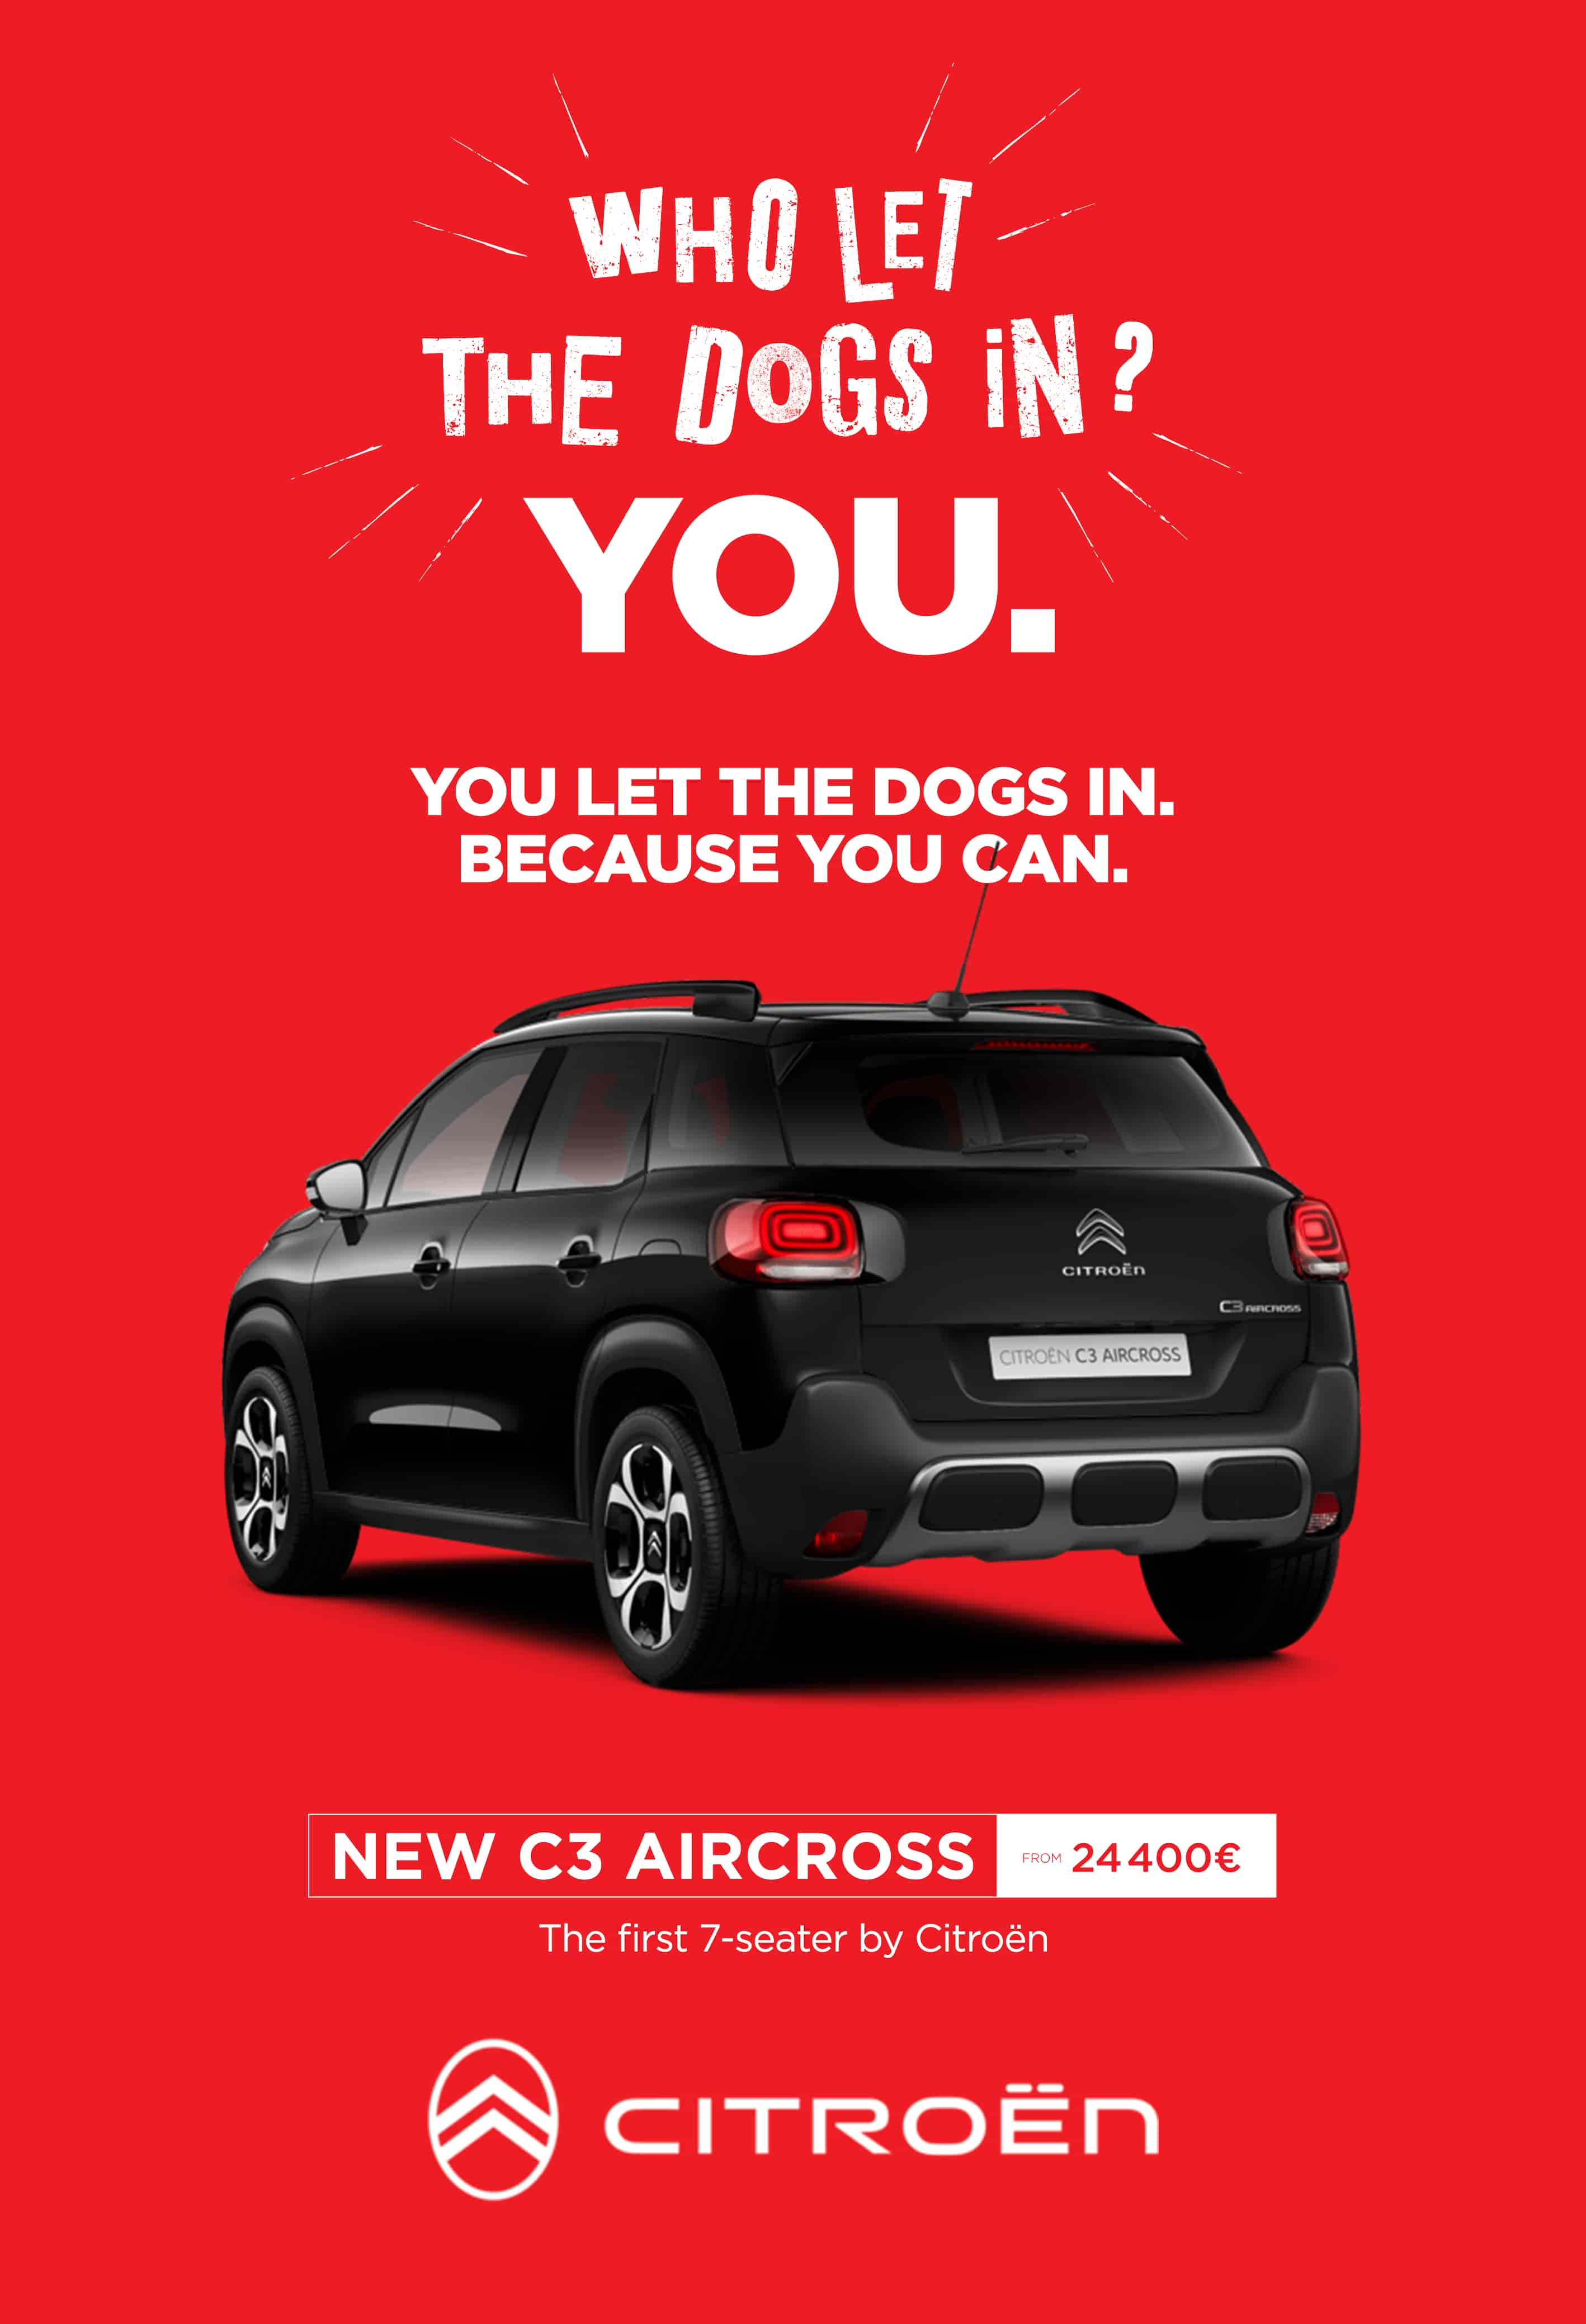 WHO LET
THE DOGS iN?
YOU.
YOU LET THE DOGS IN.
BECAUSE YOU CAN.
CITROËN
C3 AIRCROSS
CITROËN C3 AIRCROSS
NEW C3 AIRCROSS FROM 24 400€
The first 7-seater by Citroën
CITROËN